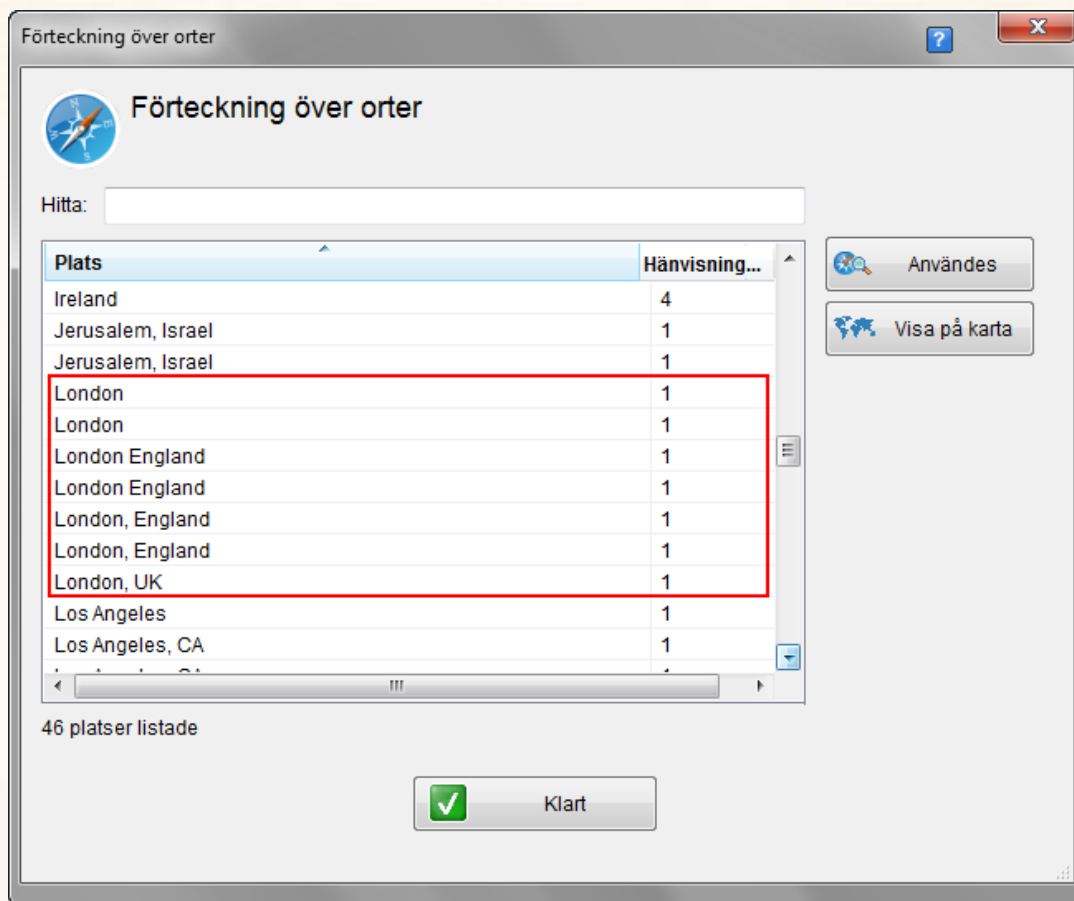 Förteckning över orter
Förteckning över orter
Hitta:
Plats Hänvisning...
Ireland 4
Jerusalem, Israel 1
Jerusalem, Israel 1
London 1
London 1
London England 1
London England 1
London, England 1
London, England 1
London, UK 1
Los Angeles 1
Los Angeles, CA 1
Användes
Visa på karta
46 platser listade
Klart